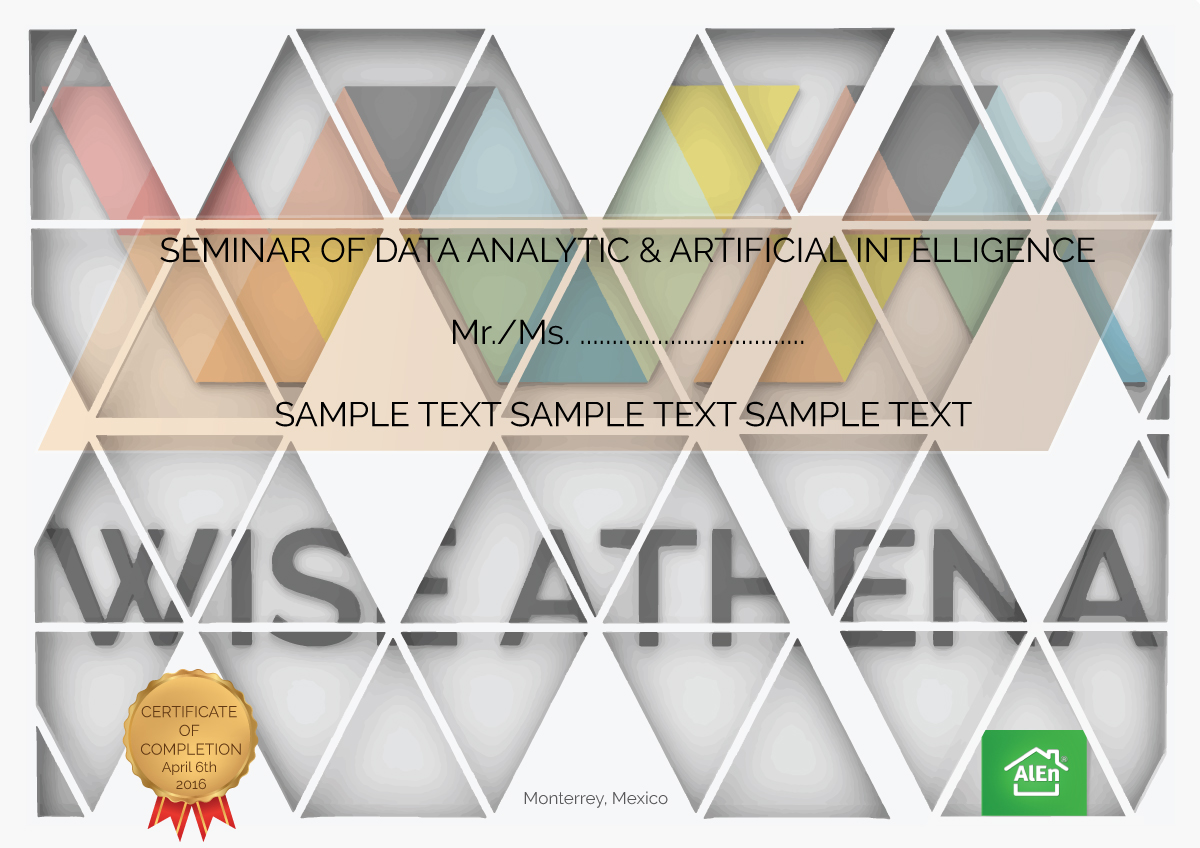 SEMINAR OF DATA ANALYTIC & ARTIFICIAL INTELLIGENCE
Mr./Ms. ...................................
SAMPLE TEXT SAMPLE TEXT SAMPLE TEXT
WISE ATHENA
CERTIFICATE
OF
COMPLETION
April 6th
2016
Monterrey, Mexico
AlEn®